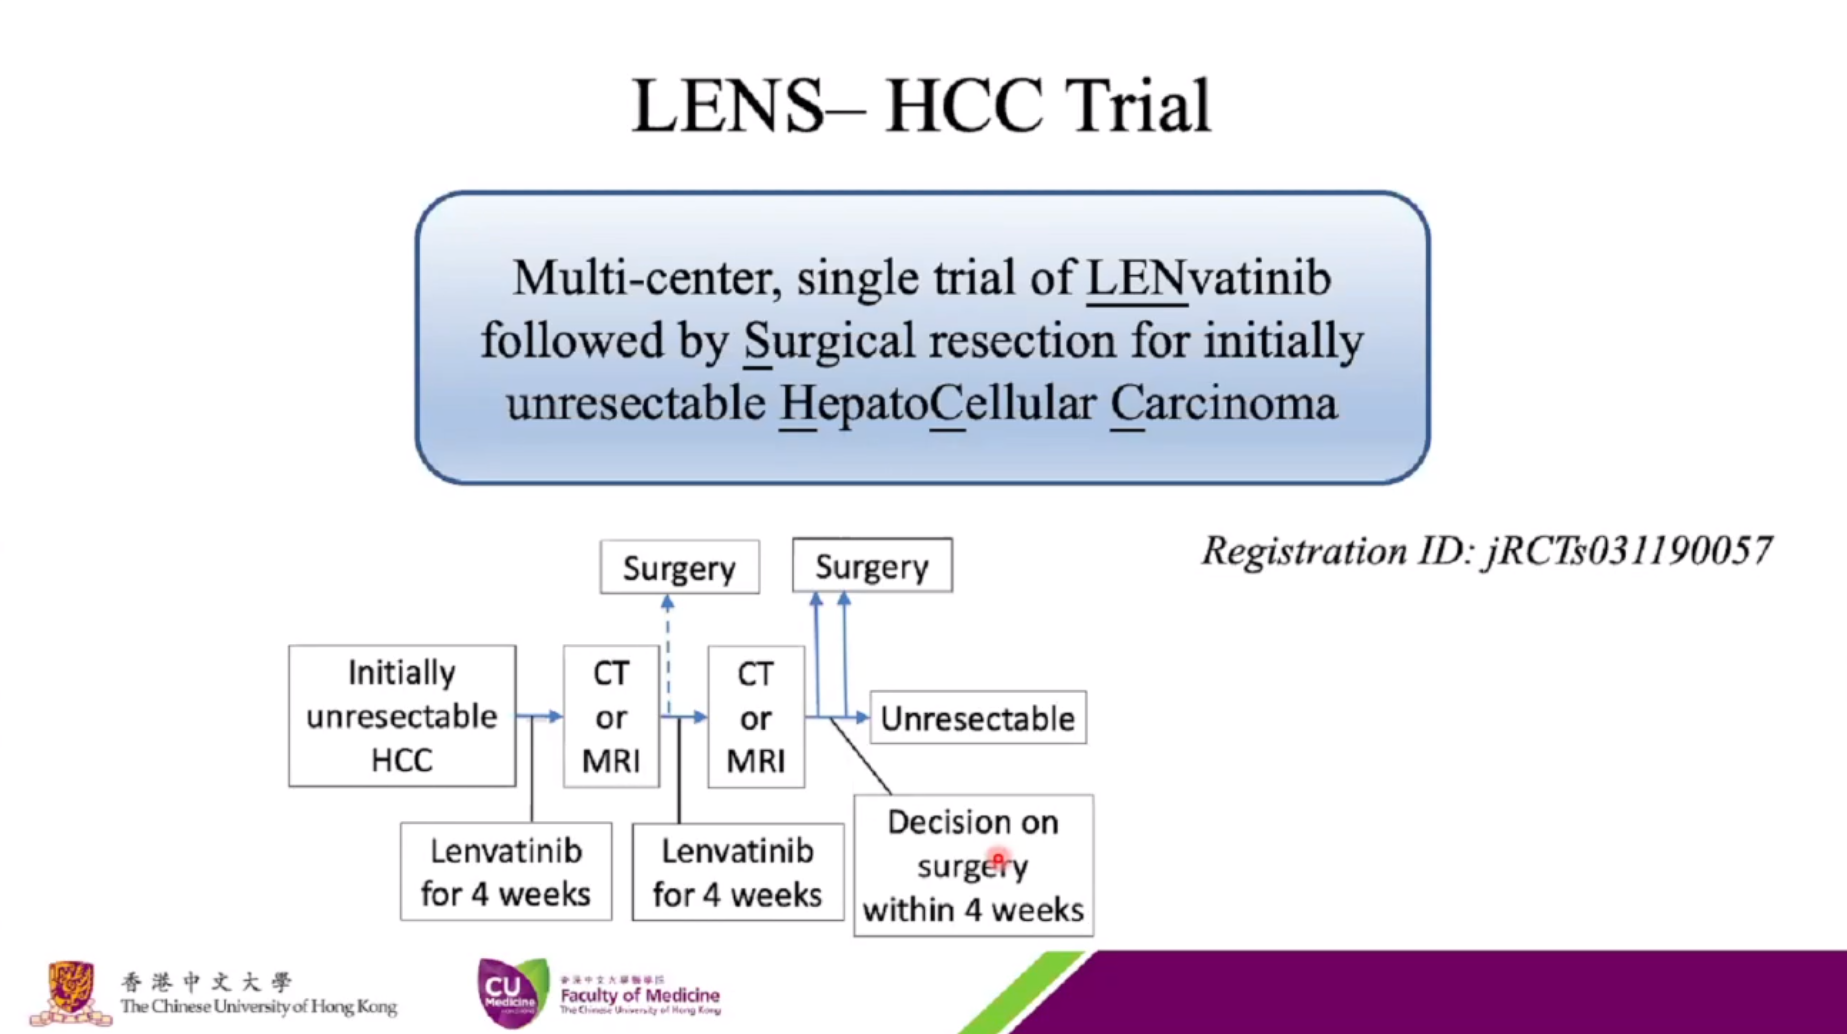 LENS– HCC Trial
Multi-center, single trial of LENvatinib
followed by Surgical resection for initially
unresectable HepatoCellular Carcinoma
Registration ID: jRCTs031190057
Surgery
Surgery
Initially
unresectable
HCC
CT
or
MRI
CT
or
MRI
Unresectable
Lenvatinib
for 4 weeks
Lenvatinib
for 4 weeks
Decision on
surgery
within 4 weeks
香港中文大學
The Chinese University of Hong Kong
CU
Medicine
HONG KONG
香港中文大學醫學院
Faculty of Medicine
The Chinese University of Hong Kong